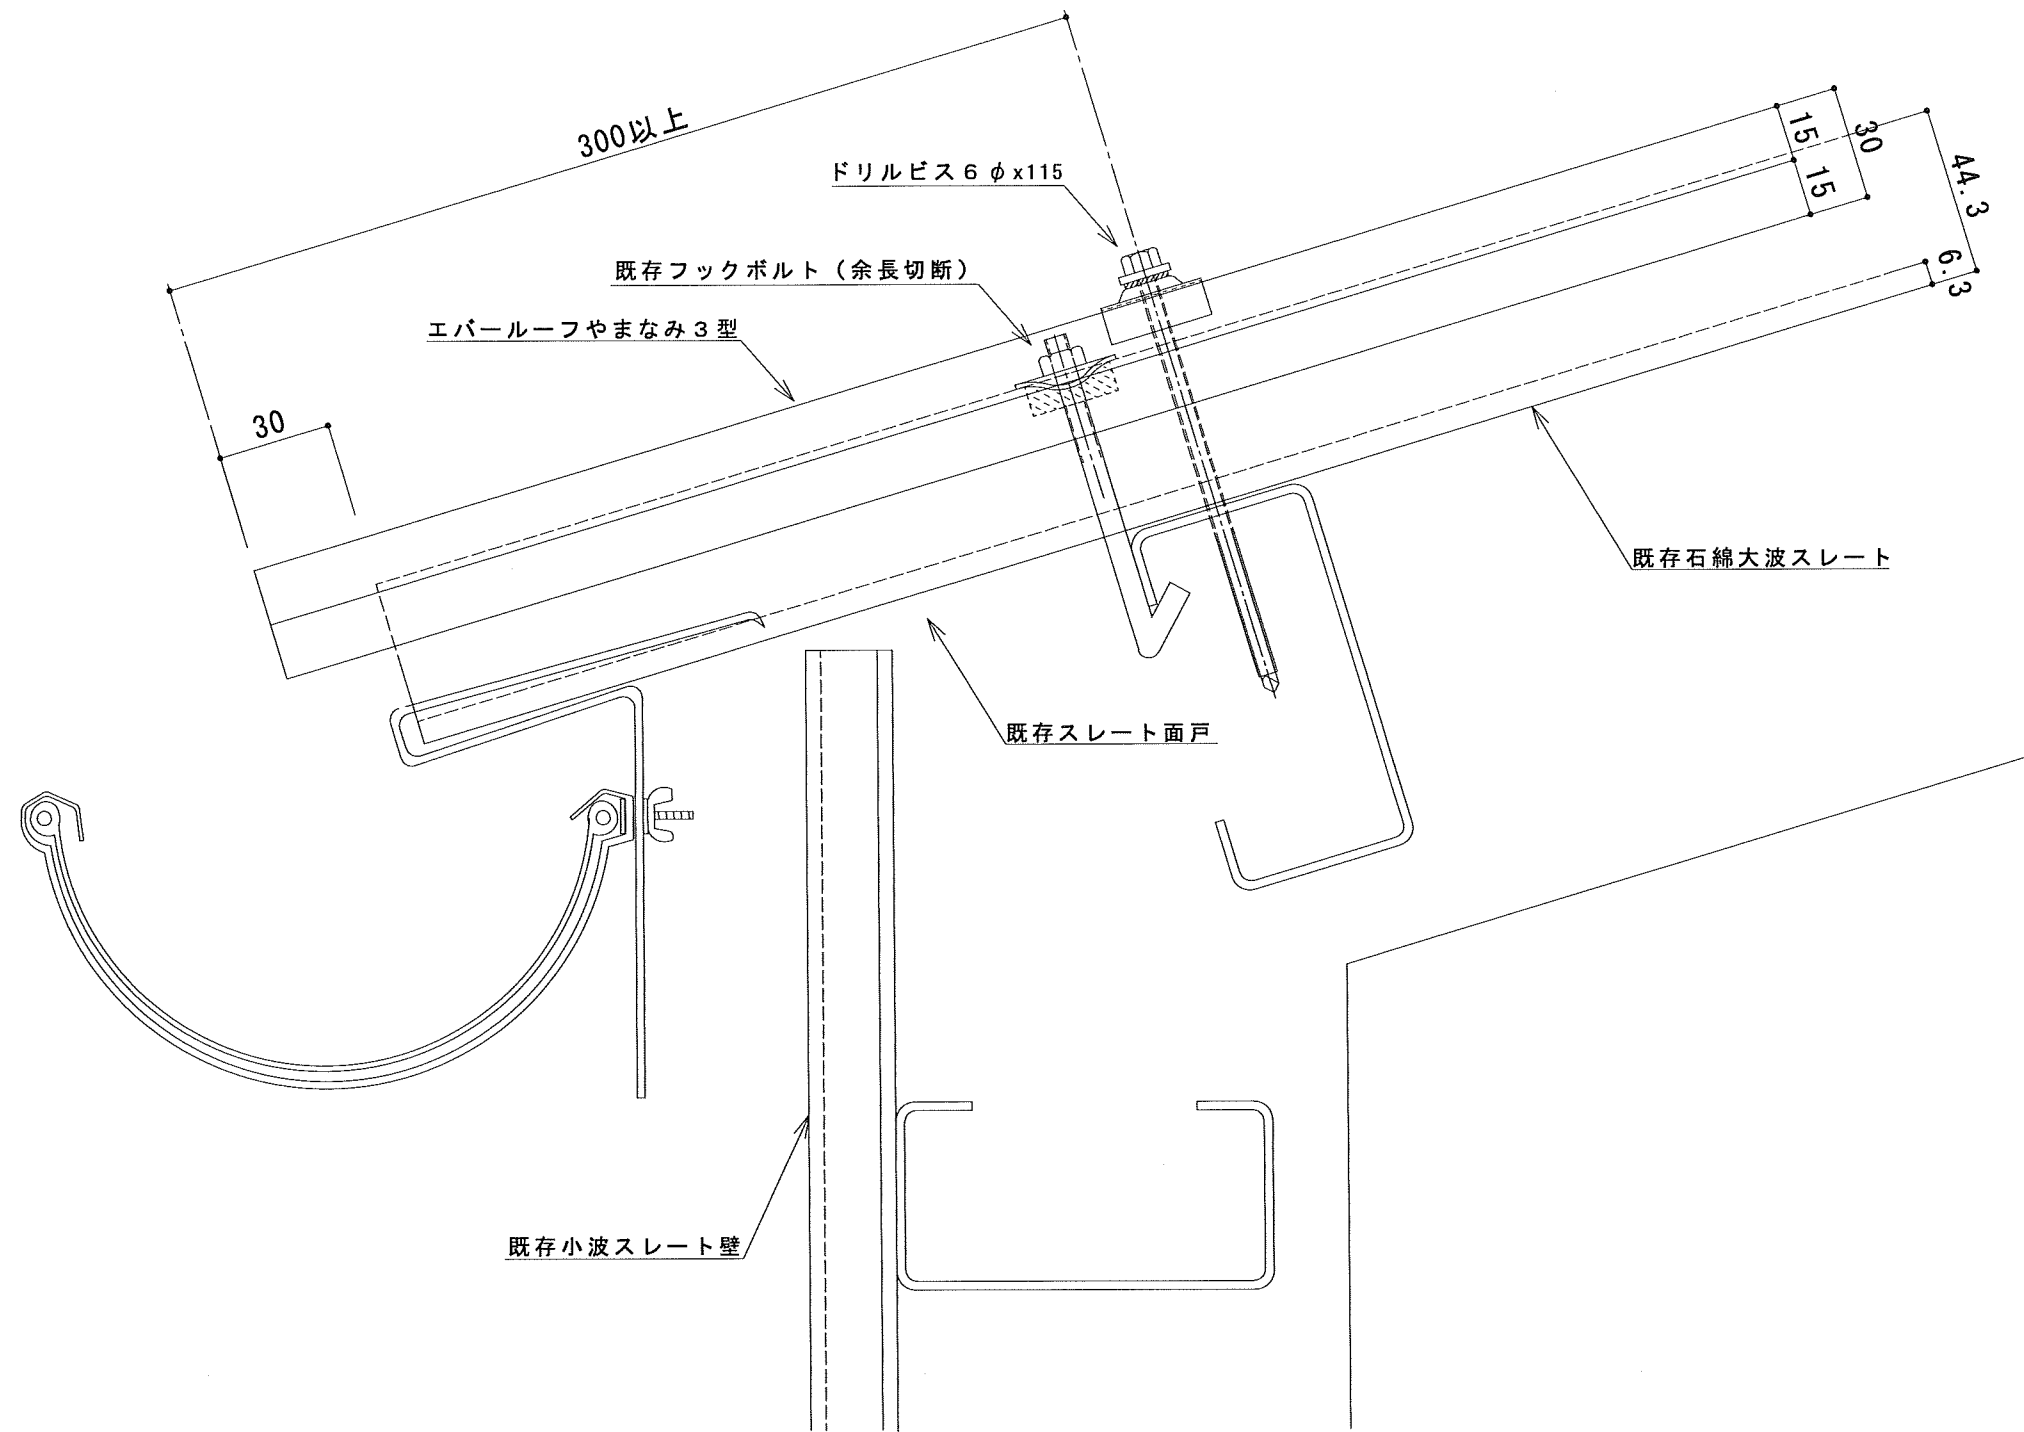 300以上
ドリルビス6φx115
既存フックボルト（余長切断）
エバールーフやまなみ3型
30
15
30
15
44.3
6.3
既存石綿大波スレート
既存スレート面戸
既存小波スレート壁